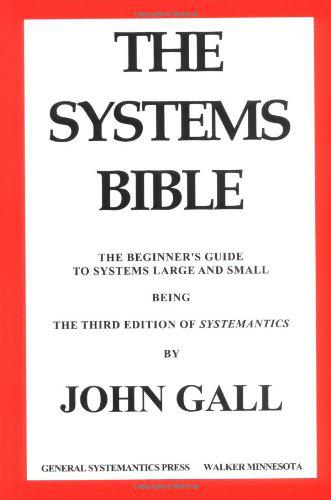 THE
SYSTEMS
BIBLE
THE BEGINNER'S GUIDE
TO SYSTEMS LARGE AND SMALL
BEING
THE THIRD EDITION OF SYSTEMANTICS
BY
JOHN GALL
GENERAL SYSTEMANTICS PRESS WALKER MINNESOTA